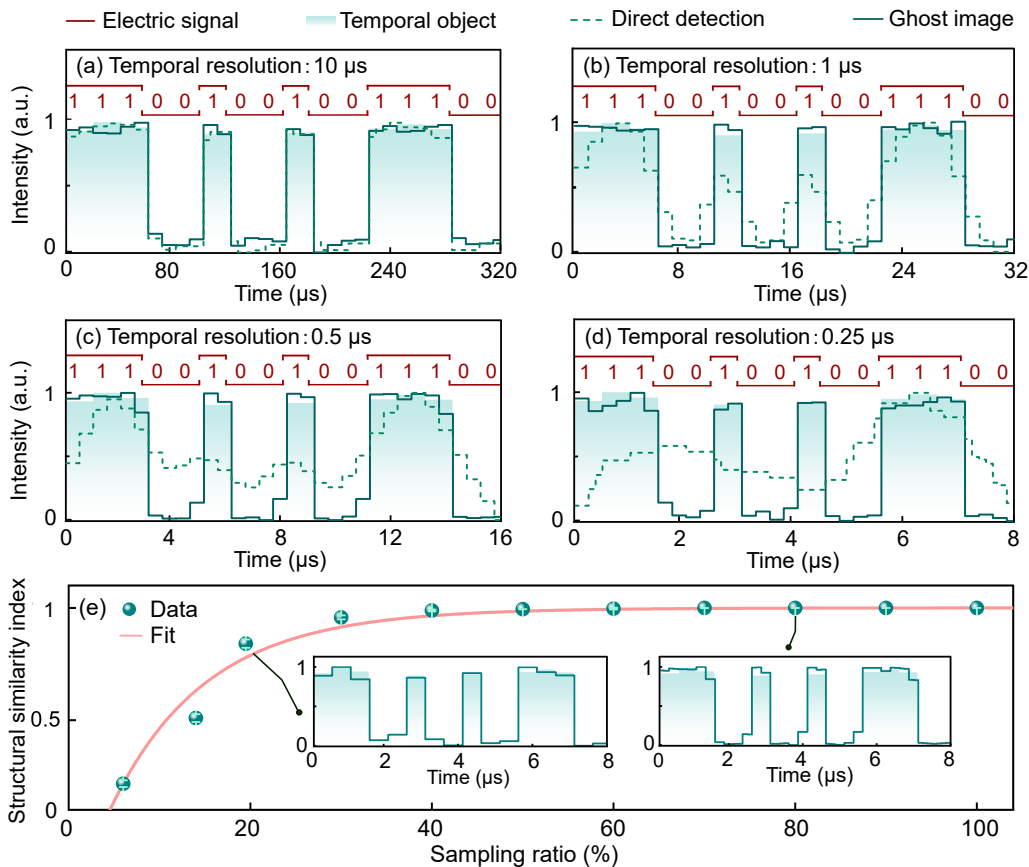 Electric signal Temporal object Direct detection Ghost image
(a) Temporal resolution: 10 μs
1 1 1 0 0 1 0 0 1 0 0 1 1 1 0 0
Intensity (a.u.)
1
0
0 80 160 240 320
Time (μs)
(b) Temporal resolution: 1 μs
1 1 1 0 0 1 0 0 1 0 0 1 1 1 0 0
1
0
0 8 16 24 32
Time (μs)
(c) Temporal resolution: 0.5 μs
1 1 1 0 0 1 0 0 1 0 0 1 1 1 0 0
Intensity (a.u.)
1
0
4 8 12 16
Time (μs)
(d) Temporal resolution: 0.25 μs
1 1 1 0 0 1 0 0 1 0 0 1 1 1 0 0
1
0
0 2 4 6 8
Time (μs)
(e)
Data
Fit
Structural similarity index
1
0.5
0
0 20 40 60 80 100
Sampling ratio (%)
1
0
0 2 4 6 8
Time (μs)
1
0
0 2 4 6 8
Time (μs)